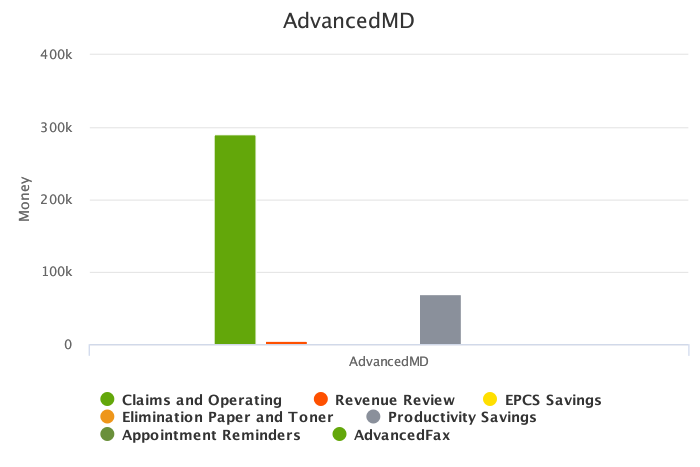 AdvancedMD
400k
300k
200k
100k
0
Money
AdvancedMD
Claims and Operating Revenue Review EPCS Savings
Elimination Paper and Toner Productivity Savings
Appointment Reminders AdvancedFax